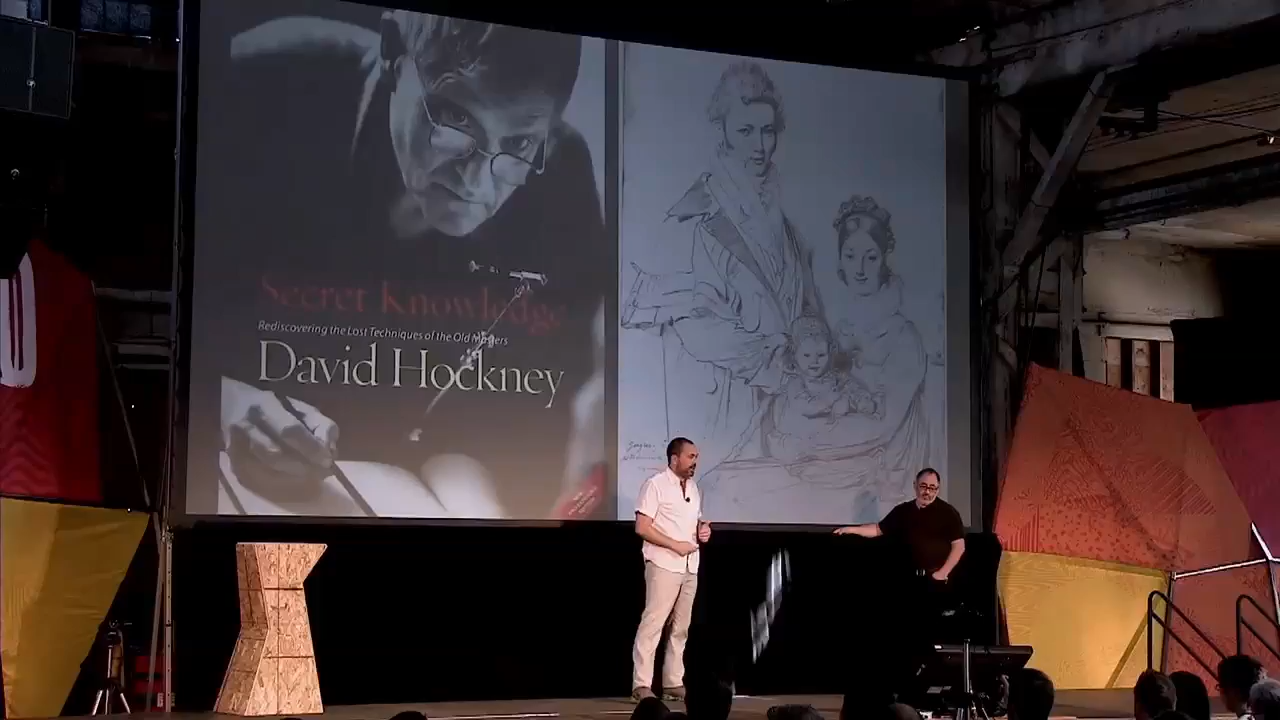 Secret Knowledge
Rediscovering the Lost Techniques of the Old Masters
David Hockney